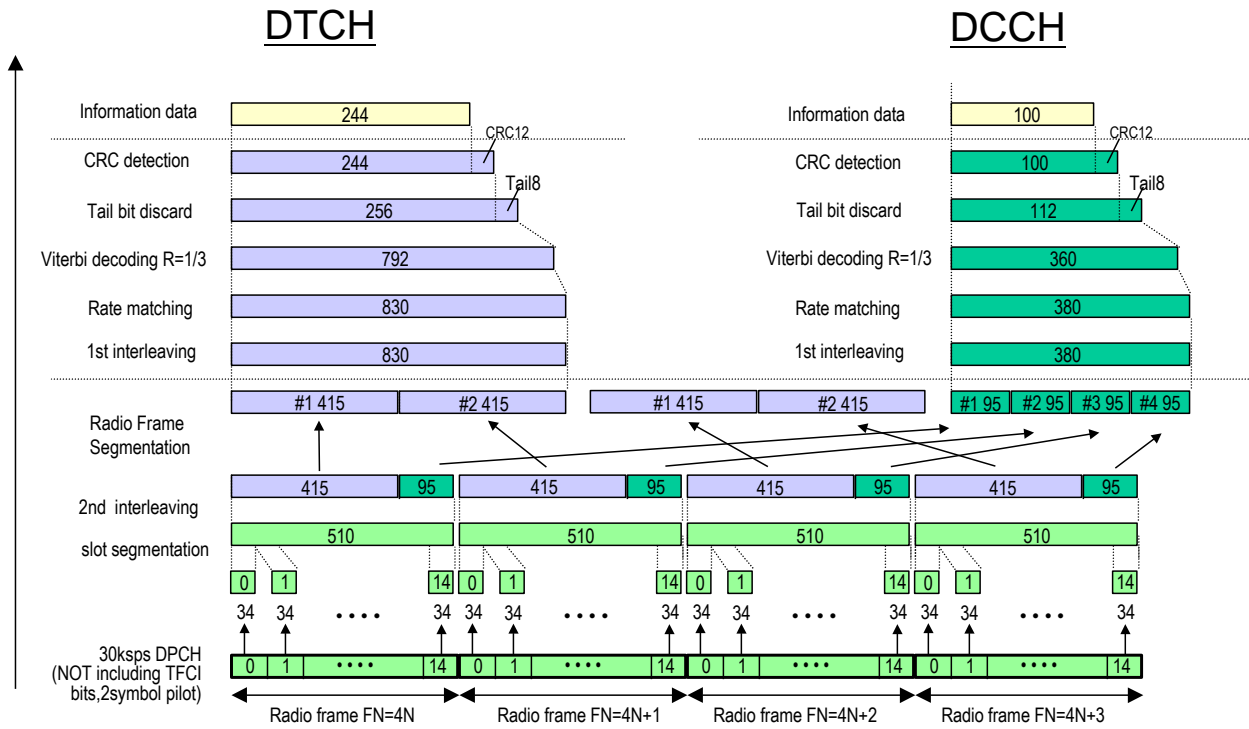 DTCH DCCH
Information data 244 Information data 100
CRC12 CRC12
CRC detection 244 CRC detection 100
Tail8 Tail8
Tail bit discard 256 Tail bit discard 112
Viterbi decoding R=1/3 792 Viterbi decoding R=1/3 360
Rate matching 830 Rate matching 380
1st interleaving 830 1st interleaving 380
#1 415 #2 415 #1 415 #2 415 #1 95 #2 95 #3 95 #4 95
Radio Frame
Segmentation
415 95 415 95 415 95 415 95
2nd interleaving
510 510 510 510
slot segmentation
0 1 14 0 1 14 0 1 14 0 1 14
34 34 • • • • 34 34 34 • • • • 34 34 34 • • • • 34 34 34 • • • • 34
30ksps DPCH
(NOT including TFCI
bits,2symbol pilot)
0 1 • • • • 14 0 1 • • • • 14 0 1 • • • • 14 0 1 • • • • 14
Radio frame FN=4N Radio frame FN=4N+1 Radio frame FN=4N+2 Radio frame FN=4N+3